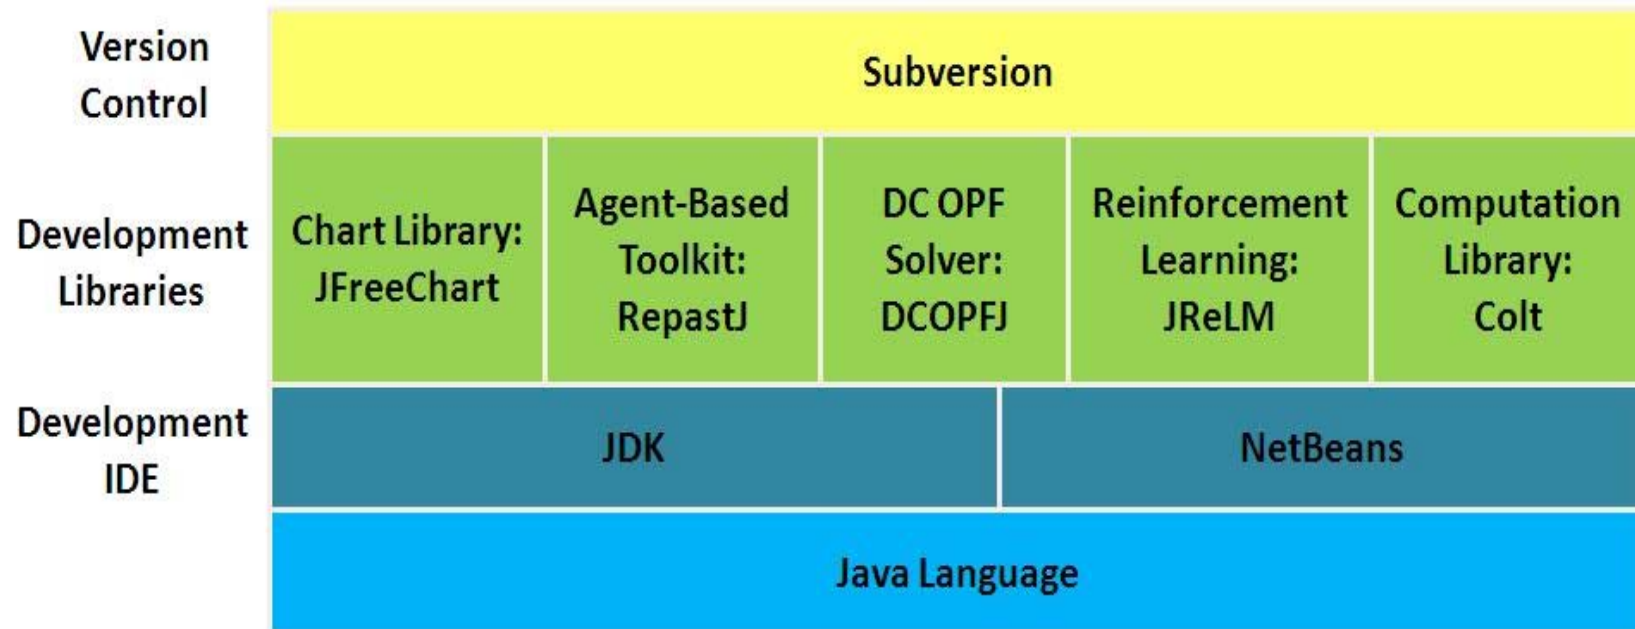 Version
Control
Subversion
Development
Libraries
Chart Library:
JFreeChart
Agent-Based
Toolkit:
RepastJ
DC OPF
Solver:
DCOPFJ
Reinforcement
Learning:
JReLM
Computation
Library:
Colt
Development
IDE
JDK
NetBeans
Java Language